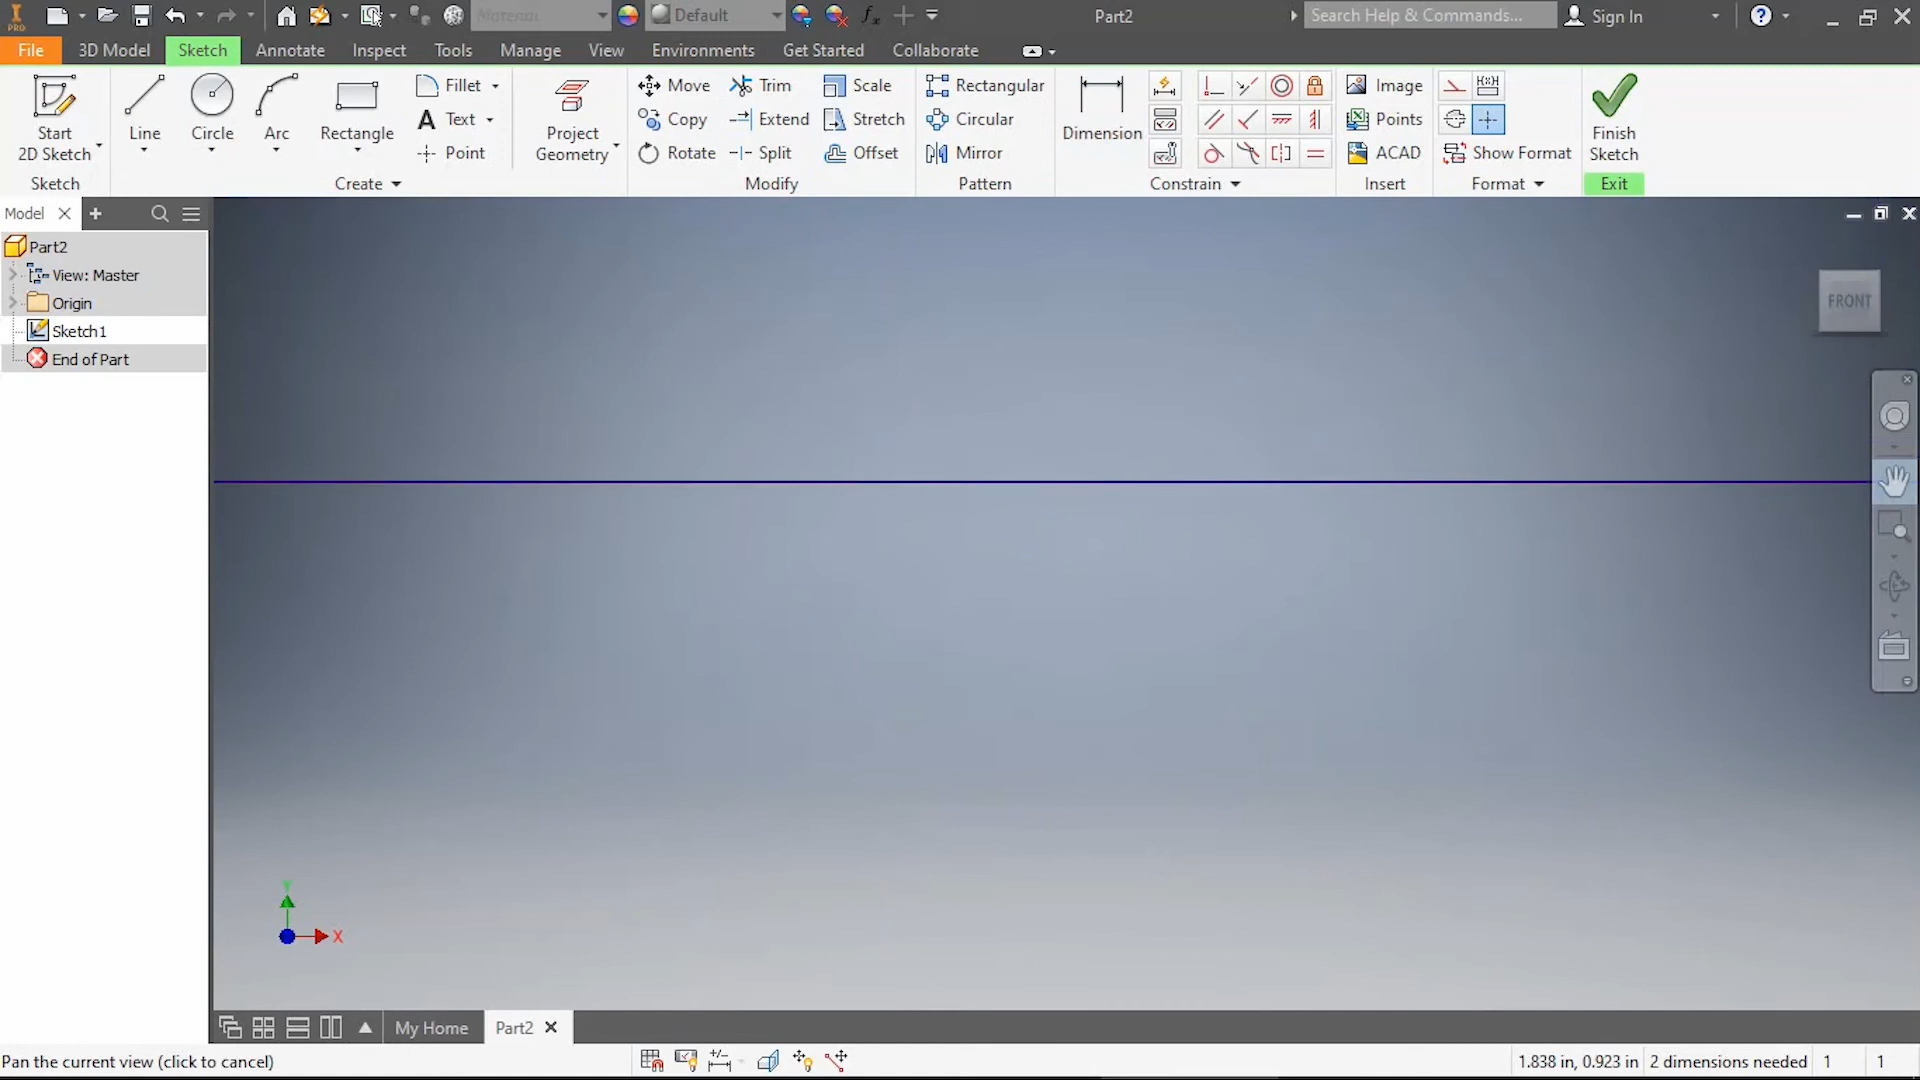 PRO Material Default fx Part2 Search Help & Commands... Sign In ?
File 3D Model Sketch Annotate Inspect Tools Manage View Environments Get Started Collaborate
Start 2D Sketch
Line
Circle
Arc
Rectangle
Fillet
A Text
Point
Project Geometry
Move
Copy
Rotate
Trim
Extend
Split
Scale
Stretch
Offset
Rectangular
Circular
Mirror
Dimension
Image
Points
ACAD
Show Format
Finish Sketch
Sketch Create Modify Pattern Constrain Insert Format Exit
Model
Part2
View: Master
Origin
Sketch1
End of Part
FRONT
Y
X
My Home Part2
Pan the current view (click to cancel) 1.838 in, 0.923 in 2 dimensions needed 1 1